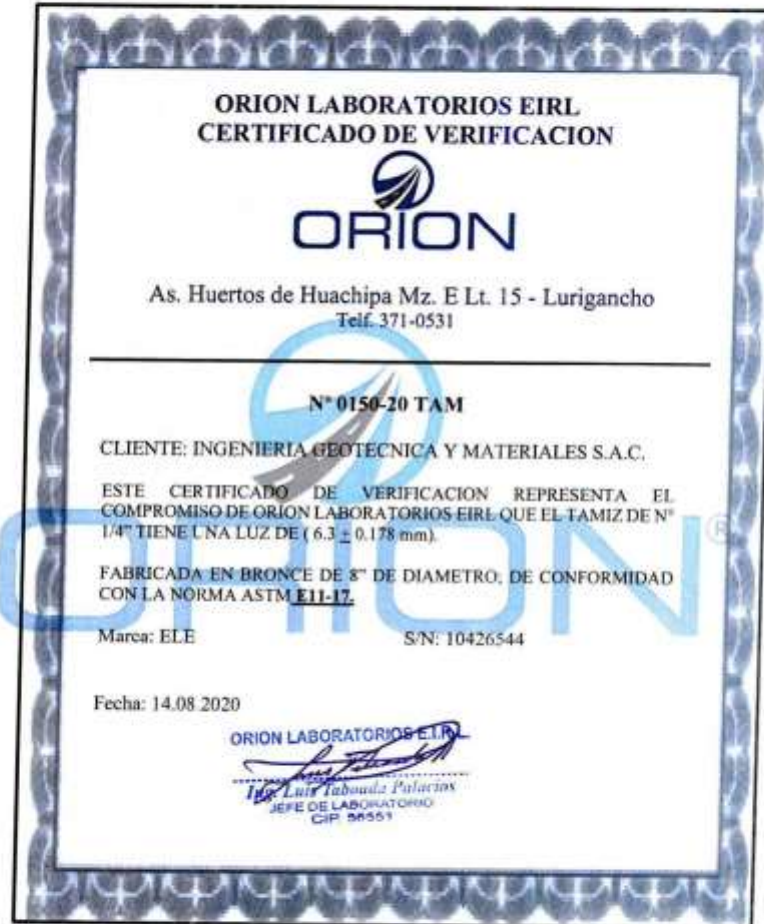 ORION LABORATORIOS EIRL
CERTIFICADO DE VERIFICACION
ORION
As. Huertos de Huachipa Mz. E Lt. 15 - Lurigancho
Telf. 371-0531
N° 0150-20 TAM
CLIENTE: INGENIERIA GEOTECNICA Y MATERIALES S.A.C.
ESTE CERTIFICADO DE VERIFICACION REPRESENTA EL
COMPROMISO DE ORION LABORATORIOS EIRL QUE EL TAMIZ DE N°
1/4" TIENE UNA LUZ DE ( 6.3 ± 0.178 mm).
FABRICADA EN BRONCE DE 8" DE DIAMETRO, DE CONFORMIDAD
CON LA NORMA ASTM E11-17.
ORION®
Marca: ELE S/N: 10426544
Fecha: 14.08.2020
ORION LABORATORIOS E.I.R.L.
Ing. Luis Taboada Palacios
JEFE DE LABORATORIO
CIP. 56551